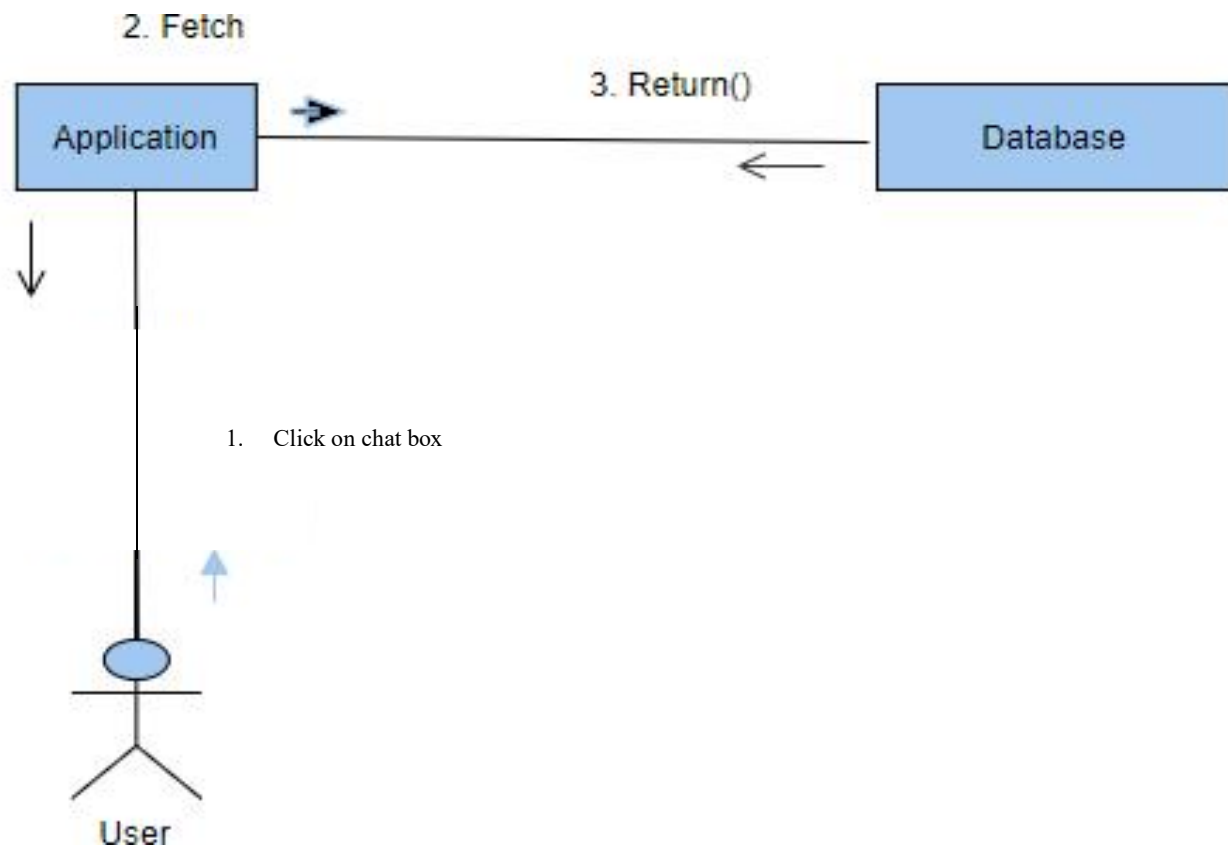 2. Fetch
3. Return()
Application
Database
1. Click on chat box
User